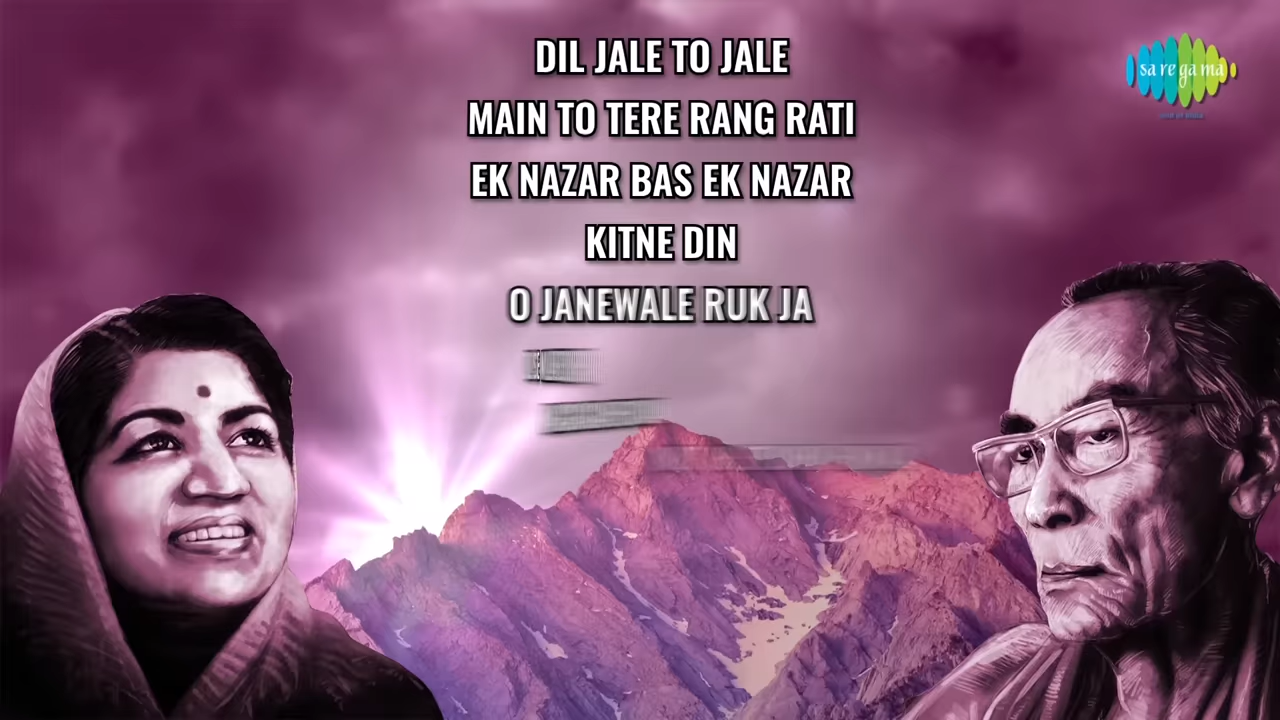 DIL JALE TO JALE
sa re ga ma
MAIN TO TERE RANG RATI
EK NAZAR BAS EK NAZAR
KITNE DIN
O JANEWALE RUK JA